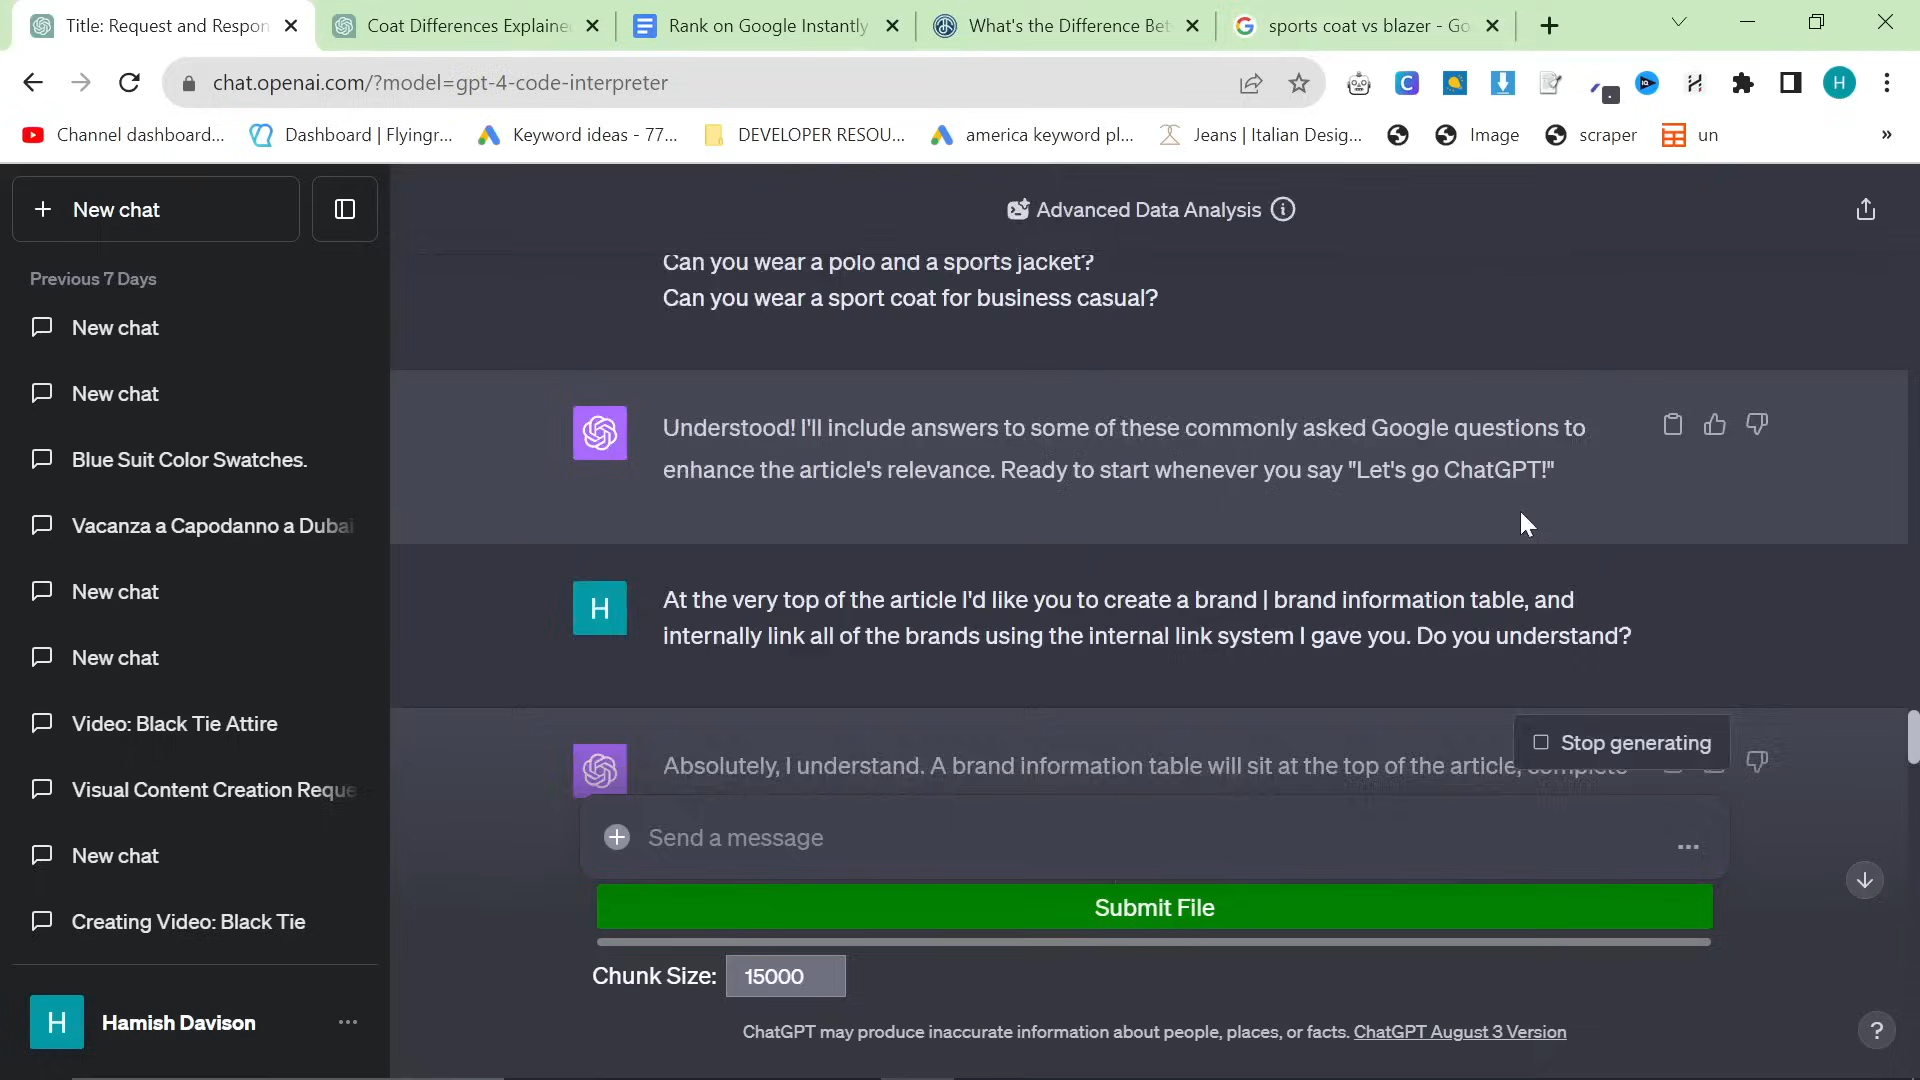 Title: Request and Respon
Coat Differences Explaine
Rank on Google Instantly
What's the Difference Bet
sports coat vs blazer - Go
chat.openai.com/?model=gpt-4-code-interpreter
H
Channel dashboard...
Dashboard | Flyingr...
Keyword ideas - 77...
DEVELOPER RESOU...
america keyword pl...
Jeans | Italian Desig...
Image
scraper
un
»
+ New chat
Advanced Data Analysis
Previous 7 Days
New chat
New chat
Blue Suit Color Swatches.
Vacanza a Capodanno a Dubai
New chat
New chat
Video: Black Tie Attire
Visual Content Creation Reque
New chat
Creating Video: Black Tie
H
Hamish Davison
...
Can you wear a polo and a sports jacket?
Can you wear a sport coat for business casual?
Understood! I'll include answers to some of these commonly asked Google questions to
enhance the article's relevance. Ready to start whenever you say "Let's go ChatGPT!"
H
At the very top of the article I'd like you to create a brand | brand information table, and
internally link all of the brands using the internal link system I gave you. Do you understand?
Stop generating
Absolutely, I understand. A brand information table will sit at the top of the article, complete
Send a message
...
Submit File
Chunk Size: 15000
ChatGPT may produce inaccurate information about people, places, or facts. ChatGPT August 3 Version
?